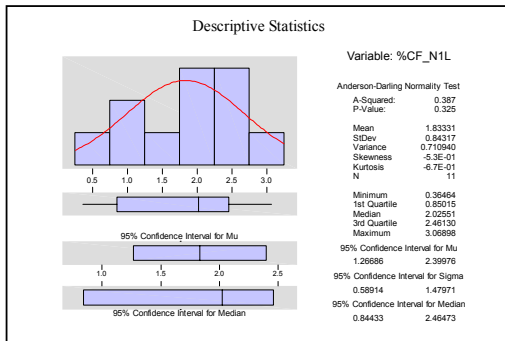 Descriptive Statistics
Variable: %CF_N1L
Anderson-Darling Normality Test
A-Squared: 0.387
P-Value: 0.325
Mean 1.83331
StDev 0.84317
Variance 0.710940
Skewness -5.3E-01
Kurtosis -6.7E-01
N 11
Minimum 0.36464
1st Quartile 0.85015
Median 2.02551
3rd Quartile 2.46130
Maximum 3.06898
95% Confidence Interval for Mu
1.26686 2.39976
95% Confidence Interval for Sigma
0.58914 1.47971
95% Confidence Interval for Median
0.84433 2.46473
0.5 1.0 1.5 2.0 2.5 3.0
95% Confidence Interval for Mu
1.0 1.5 2.0 2.5
95% Confidence Interval for Median